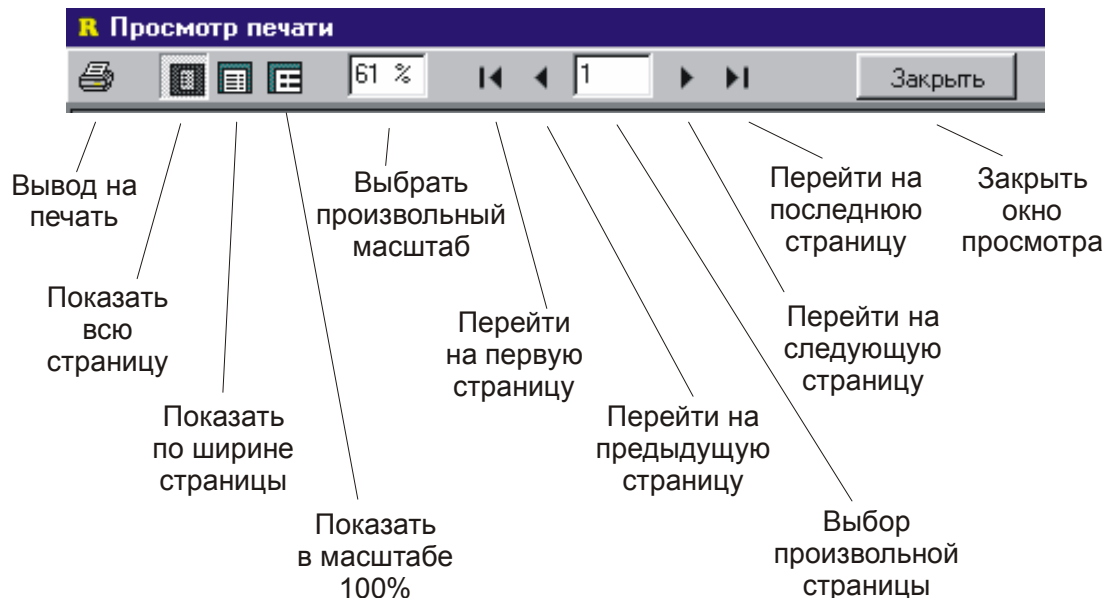 R Просмотр печати
61 % 1 Закрыть
Вывод на
печать
Выбрать
произвольный
масштаб
Перейти на
последнюю
страницу
Закрыть
окно
просмотра
Показать
всю
страницу
Перейти
на первую
страницу
Перейти на
следующую
страницу
Показать
по ширине
страницы
Перейти на
предыдущую
страницу
Показать
в масштабе
100%
Выбор
произвольной
страницы